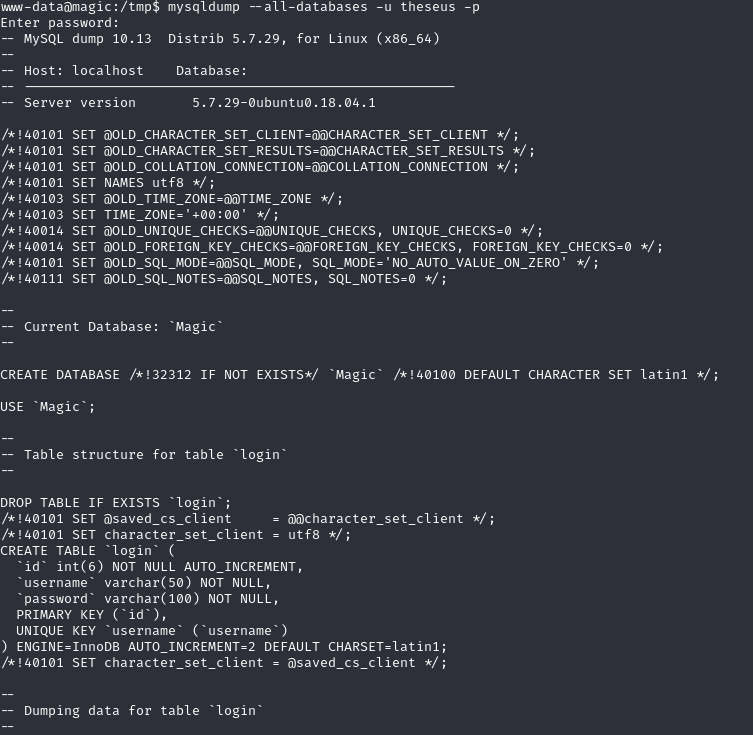 www-data@magic:/tmp$ mysqldump --all-databases -u theseus -p
Enter password:
-- MySQL dump 10.13  Distrib 5.7.29, for Linux (x86_64)
--
-- Host: localhost    Database:
-- ------------------------------------------------------
-- Server version       5.7.29-0ubuntu0.18.04.1

/*!40101 SET @OLD_CHARACTER_SET_CLIENT=@@CHARACTER_SET_CLIENT */;
/*!40101 SET @OLD_CHARACTER_SET_RESULTS=@@CHARACTER_SET_RESULTS */;
/*!40101 SET @OLD_COLLATION_CONNECTION=@@COLLATION_CONNECTION */;
/*!40101 SET NAMES utf8 */;
/*!40103 SET @OLD_TIME_ZONE=@@TIME_ZONE */;
/*!40103 SET TIME_ZONE='+00:00' */;
/*!40014 SET @OLD_UNIQUE_CHECKS=@@UNIQUE_CHECKS, UNIQUE_CHECKS=0 */;
/*!40014 SET @OLD_FOREIGN_KEY_CHECKS=@@FOREIGN_KEY_CHECKS, FOREIGN_KEY_CHECKS=0 */;
/*!40101 SET @OLD_SQL_MODE=@@SQL_MODE, SQL_MODE='NO_AUTO_VALUE_ON_ZERO' */;
/*!40111 SET @OLD_SQL_NOTES=@@SQL_NOTES, SQL_NOTES=0 */;

--
-- Current Database: `Magic`
--

CREATE DATABASE /*!32312 IF NOT EXISTS*/ `Magic` /*!40100 DEFAULT CHARACTER SET latin1 */;

USE `Magic`;

--
-- Table structure for table `login`
--

DROP TABLE IF EXISTS `login`;
/*!40101 SET @saved_cs_client     = @@character_set_client */;
/*!40101 SET character_set_client = utf8 */;
CREATE TABLE `login` (
  `id` int(6) NOT NULL AUTO_INCREMENT,
  `username` varchar(50) NOT NULL,
  `password` varchar(100) NOT NULL,
  PRIMARY KEY (`id`),
  UNIQUE KEY `username` (`username`)
) ENGINE=InnoDB AUTO_INCREMENT=2 DEFAULT CHARSET=latin1;
/*!40101 SET character_set_client = @saved_cs_client */;

--
-- Dumping data for table `login`
--